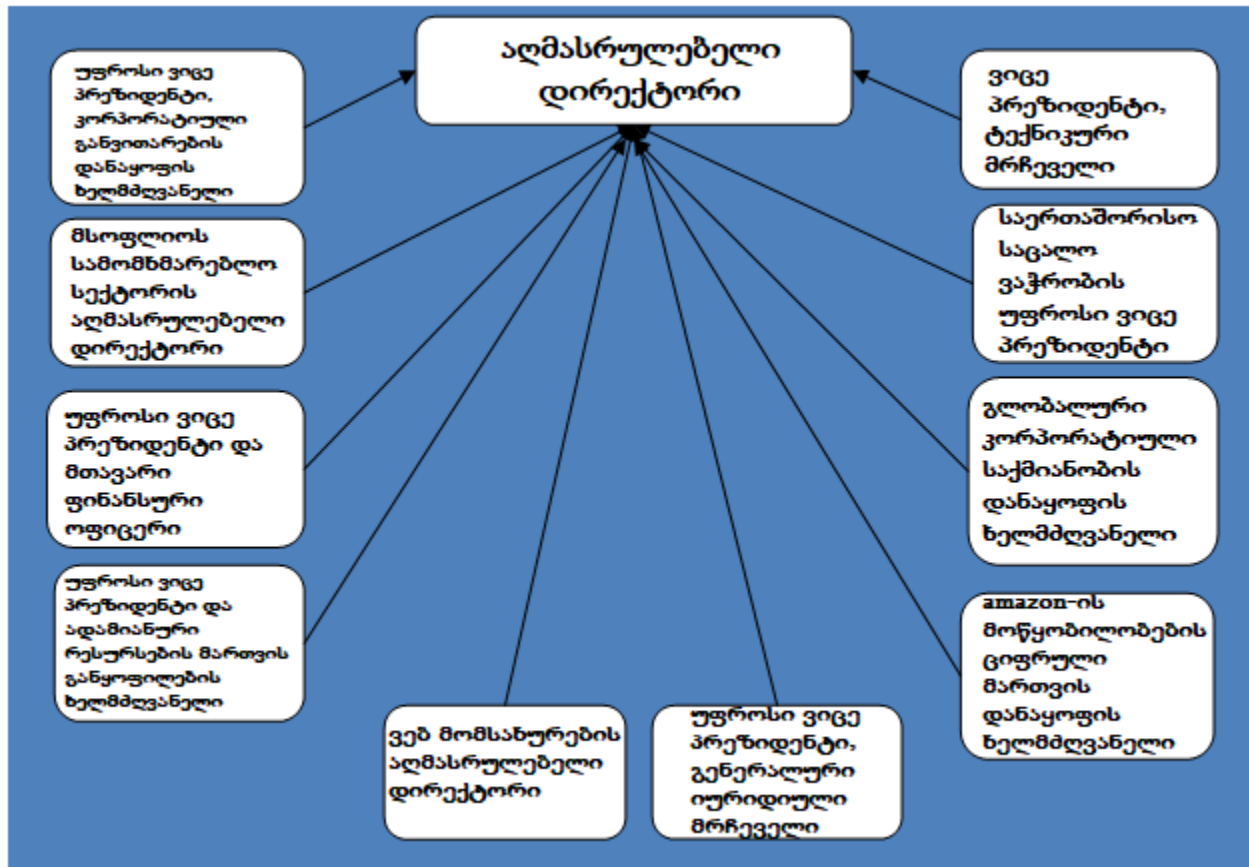 აღმასრულებელი
დირექტორი
უფროსი ვიცე
პრეზიდენტი,
კორპორატიული
განვითარების
დანაყოფის
ხელმძღვანელი
ვიცე
პრეზიდენტი,
ტექნიკური
მრჩეველი
მსოფლიოს
სამომხმარებლო
სექტორის
აღმასრულებელი
დირექტორი
საერთაშორისო
საცალო
ვაჭრობის
უფროსი ვიცე
პრეზიდენტი
უფროსი ვიცე
პრეზიდენტი და
მთავარი
ფინანსური
ოფიცერი
გლობალური
კორპორატიული
საქმიანობის
დანაყოფის
ხელმძღვანელი
უფროსი ვიცე
პრეზიდენტი და
ადამიანური
რესურსების მართვის
განყოფილების
ხელმძღვანელი
amazon-ის
მოწყობილობების
ციფრული
მართვის
დანაყოფის
ხელმძღვანელი
ვებ მომსახურების
აღმასრულებელი
დირექტორი
უფროსი ვიცე
პრეზიდენტი,
გენერალური
იურიდიული
მრჩეველი